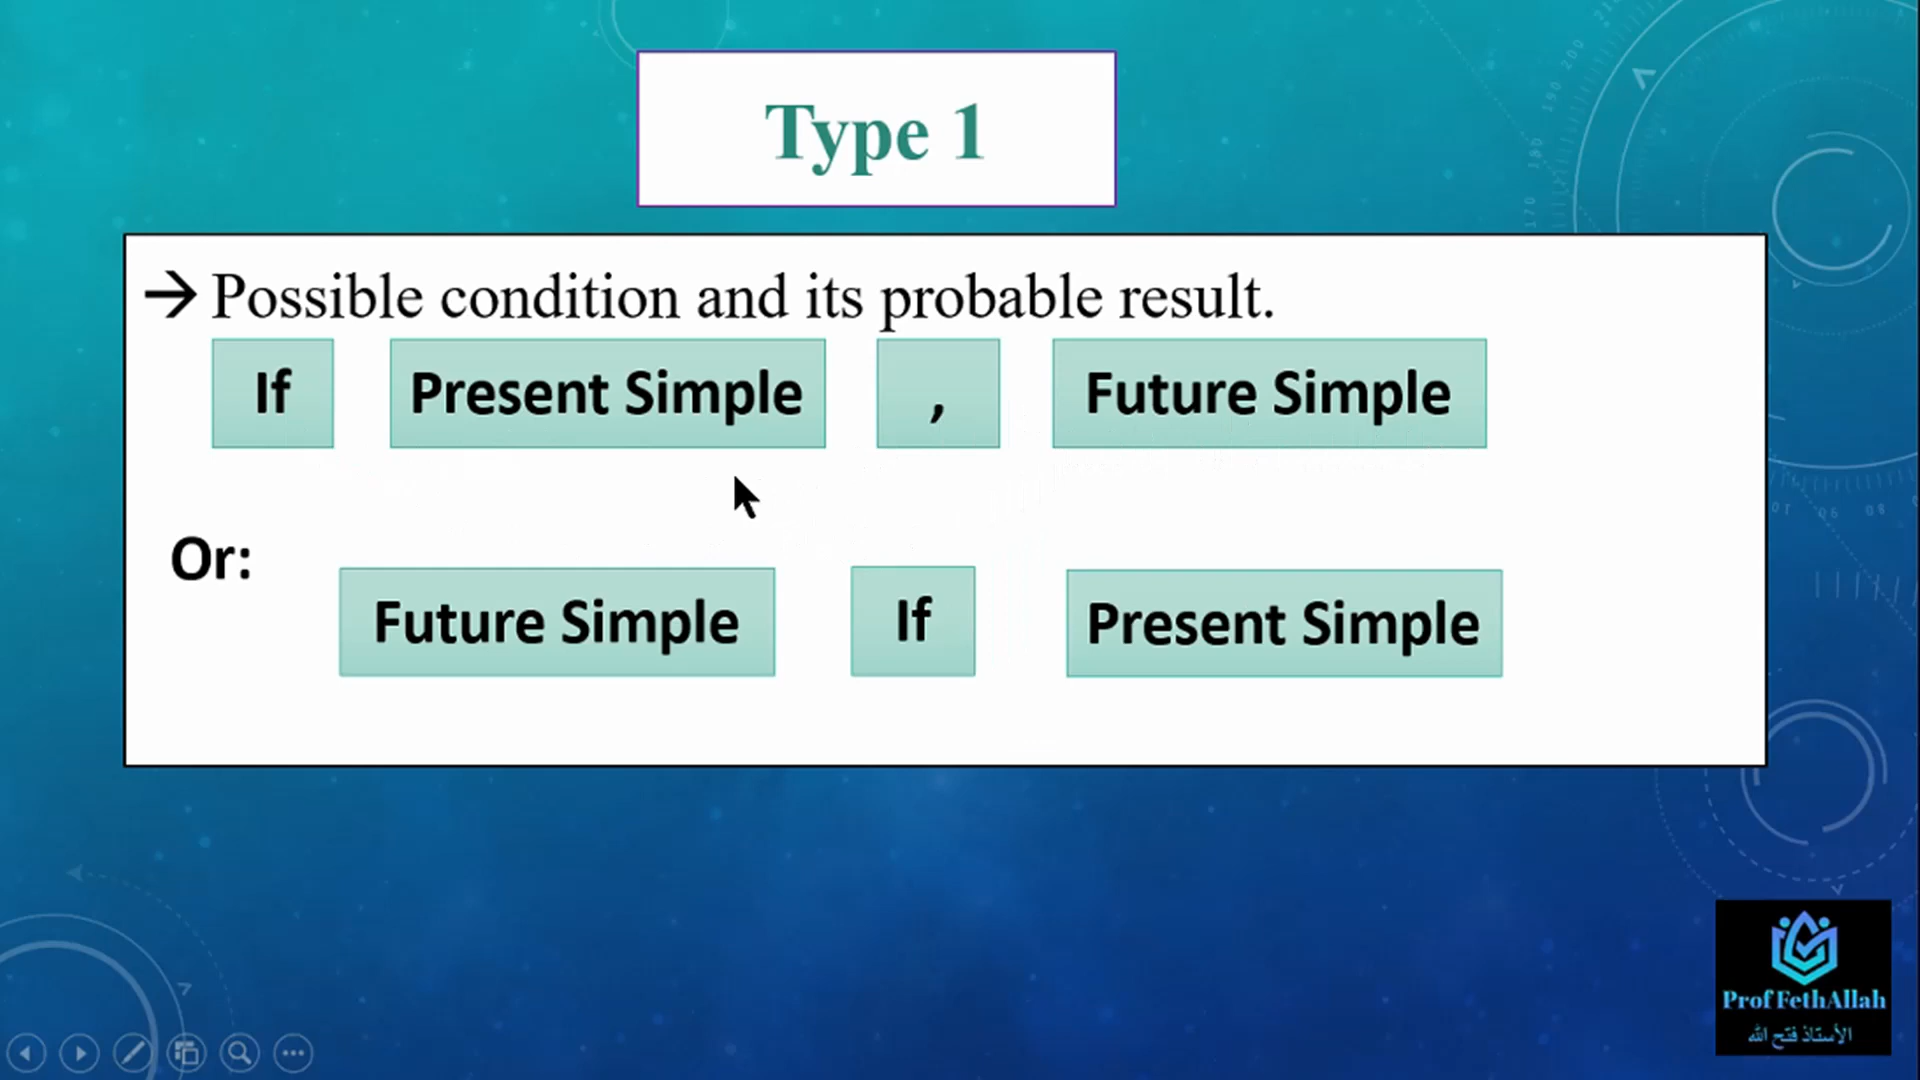 Type 1
→ Possible condition and its probable result.
If Present Simple , Future Simple
Or:
Future Simple If Present Simple
Prof FethAllah
الأستاذ فتح الله